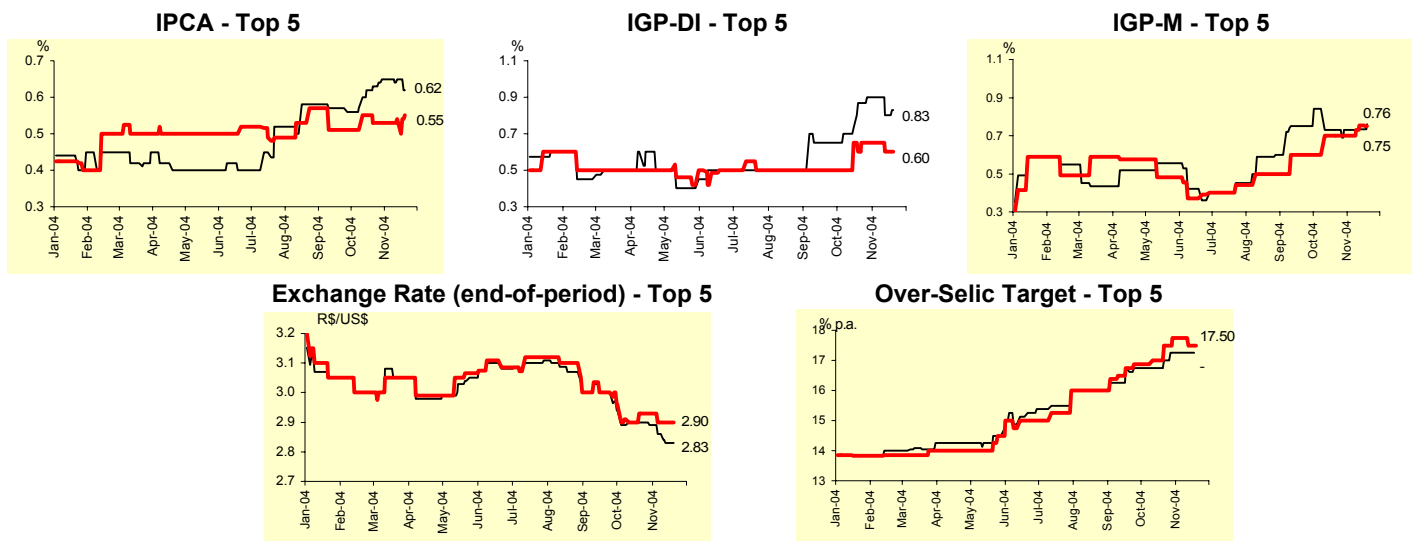 IPCA - Top 5
%
0.7
0.6
0.5
0.4
0.3
0.62
0.55
Jan-04
Feb-04
Mar-04
Apr-04
May-04
Jun-04
Jul-04
Aug-04
Sep-04
Oct-04
Nov-04
IGP-DI - Top 5
%
1.1
0.9
0.7
0.5
0.3
0.83
0.60
Jan-04
Feb-04
Mar-04
Apr-04
May-04
Jun-04
Jul-04
Aug-04
Sep-04
Oct-04
Nov-04
IGP-M - Top 5
%
1.1
0.9
0.7
0.5
0.3
0.76
0.75
Jan-04
Feb-04
Mar-04
Apr-04
May-04
Jun-04
Jul-04
Aug-04
Sep-04
Oct-04
Nov-04
Exchange Rate (end-of-period) - Top 5
R$/US$
3.2
3.1
3.0
2.9
2.8
2.7
2.90
2.83
Jan-04
Feb-04
Mar-04
Apr-04
May-04
Jun-04
Jul-04
Aug-04
Sep-04
Oct-04
Nov-04
Over-Selic Target - Top 5
% p.a.
18
17
16
15
14
13
17.50
-
Jan-04
Feb-04
Mar-04
Apr-04
May-04
Jun-04
Jul-04
Aug-04
Sep-04
Oct-04
Nov-04